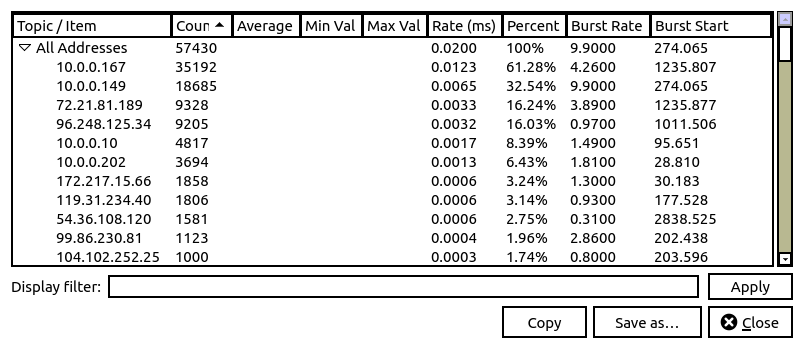 Topic / Item Coun Average Min Val Max Val Rate (ms) Percent Burst Rate Burst Start
All Addresses 57430 0.0200 100% 9.9000 274.065
10.0.0.167 35192 0.0123 61.28% 4.2600 1235.807
10.0.0.149 18685 0.0065 32.54% 9.9000 274.065
72.21.81.189 9328 0.0033 16.24% 3.8900 1235.877
96.248.125.34 9205 0.0032 16.03% 0.9700 1011.506
10.0.0.10 4817 0.0017 8.39% 1.4900 95.651
10.0.0.202 3694 0.0013 6.43% 1.8100 28.810
172.217.15.66 1858 0.0006 3.24% 1.3000 30.183
119.31.234.40 1806 0.0006 3.14% 0.9300 177.528
54.36.108.120 1581 0.0006 2.75% 0.3100 2838.525
99.86.230.81 1123 0.0004 1.96% 2.8600 202.438
104.102.252.25 1000 0.0003 1.74% 0.8000 203.596
Display filter: Apply
Copy Save as… Close